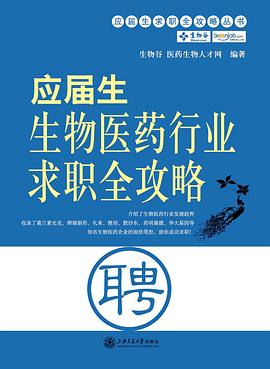 应届生求职全攻略丛书
生物谷
bioonjob.com
生物谷 医药生物人才网 编著
应届生
生物医药行业
求职全攻略
介绍了生物医药行业发展趋势
收录了葛兰素史克、辉瑞制药、礼来、雅培、默沙东、药明康德、华大基因等
知名生物医药企业的面经笔经，助你成功求职！
聘
上海交通大学出版社